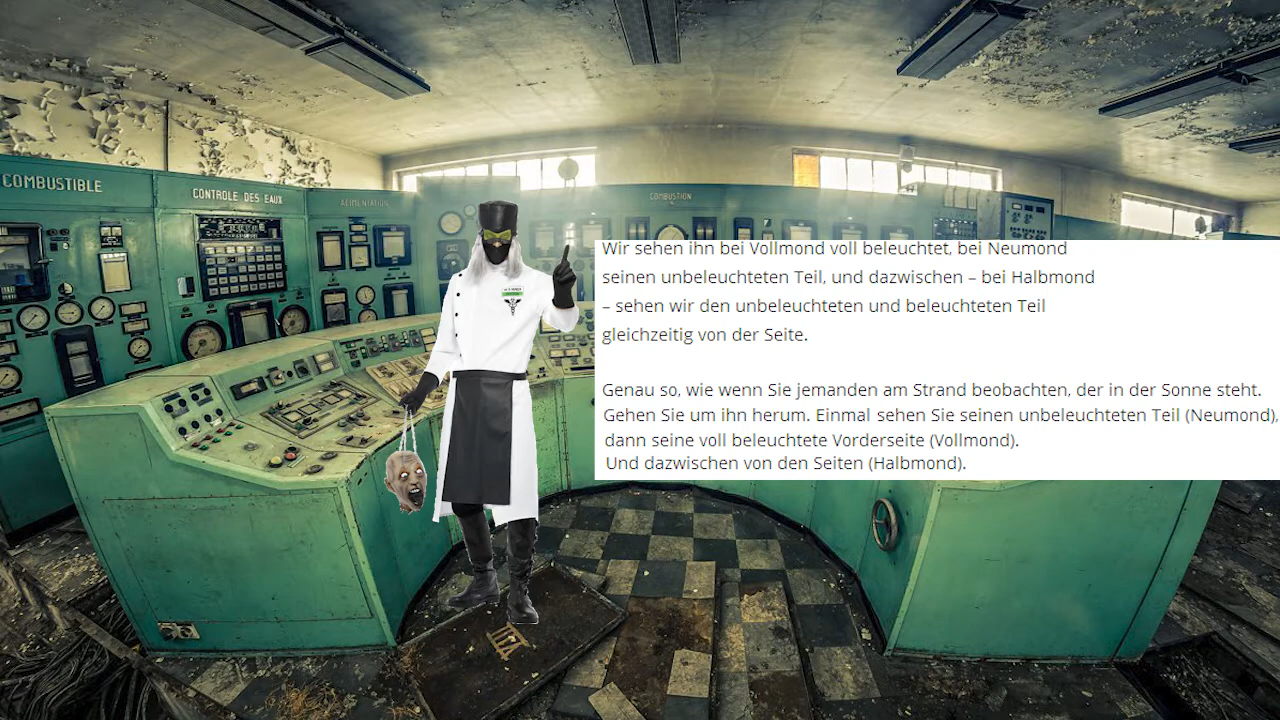 COMBUSTIBLE
CONTROLE DES EAUX
ALIMENTATION
COMBUSTION
Wir sehen ihn bei Vollmond voll beleuchtet, bei Neumond
seinen unbeleuchteten Teil, und dazwischen – bei Halbmond
– sehen wir den unbeleuchteten und beleuchteten Teil
gleichzeitig von der Seite.
Genau so, wie wenn Sie jemanden am Strand beobachten, der in der Sonne steht.
Gehen Sie um ihn herum. Einmal sehen Sie seinen unbeleuchteten Teil (Neumond),
dann seine voll beleuchtete Vorderseite (Vollmond).
Und dazwischen von den Seiten (Halbmond).